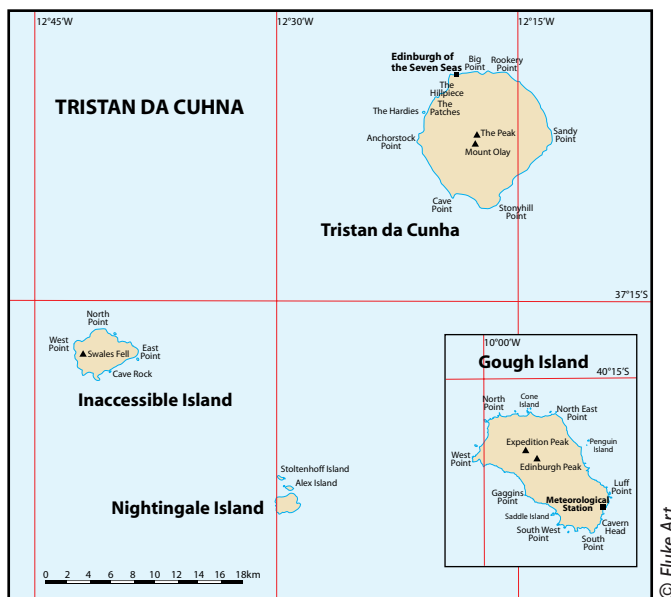 12°45'W
12°30'W
12°15'W
TRISTAN DA CUHNA
Edinburgh of
the Seven Seas
Big
Point
Rookery
Point
The
Hillpiece
The
Patches
The Hardies
Anchorstock
Point
The Peak
Mount Olay
Sandy
Point
Cave
Point
Stonyhill
Point
Tristan da Cunha
37°15'S
North
Point
West
Point
Swales Fell
East
Point
Cave Rock
Inaccessible Island
10°00'W
Gough Island
40°15'S
North
Point
Cone
Island
North East
Point
Expedition Peak
Penguin
Island
West
Point
Edinburgh Peak
Gaggins
Point
Luff
Point
Meteorological
Station
Saddle Island
South West
Point
South
Point
Cavern
Head
Stoltenhoff Island
Alex Island
Nightingale Island
0 2 4 6 8 10 12 14 16 18km
© Fluke Art